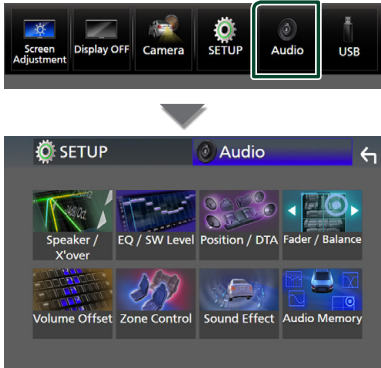 Screen
Adjustment
Display OFF
Camera
SETUP
Audio
USB
SETUP
Audio
Speaker /
X'over
EQ / SW Level
Position / DTA
Fader / Balance
Volume Offset
Zone Control
Sound Effect
Audio Memory